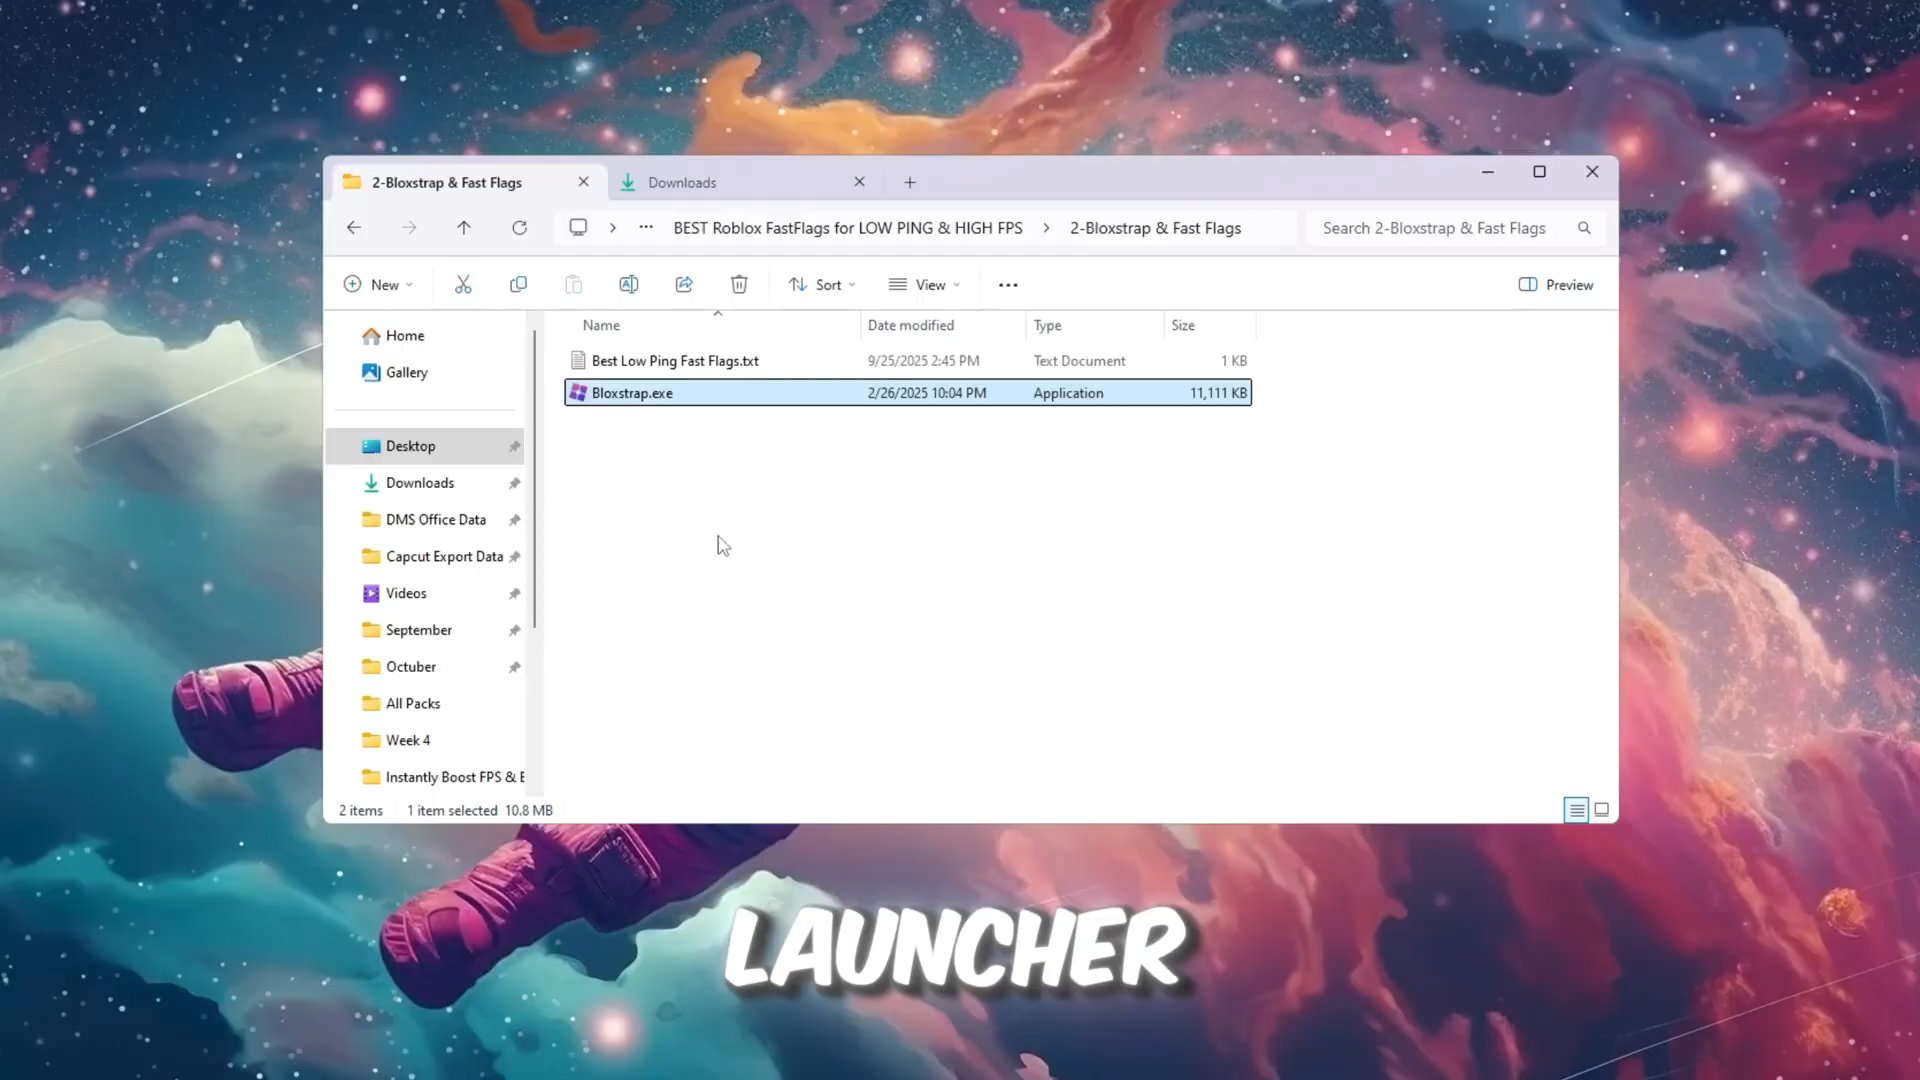 2-Bloxstrap & Fast Flags
Downloads
BEST Roblox FastFlags for LOW PING & HIGH FPS
2-Bloxstrap & Fast Flags
Search 2-Bloxstrap & Fast Flags
New
Sort
View
Preview
Name
Date modified
Type
Size
Best Low Ping Fast Flags.txt
9/25/2025 2:45 PM
Text Document
1 KB
Bloxstrap.exe
2/26/2025 10:04 PM
Application
11,111 KB
Home
Gallery
Desktop
Downloads
DMS Office Data
Capcut Export Data
Videos
September
Octuber
All Packs
Week 4
Instantly Boost FPS & E
2 items
1 item selected 10.8 MB
LAUNCHER